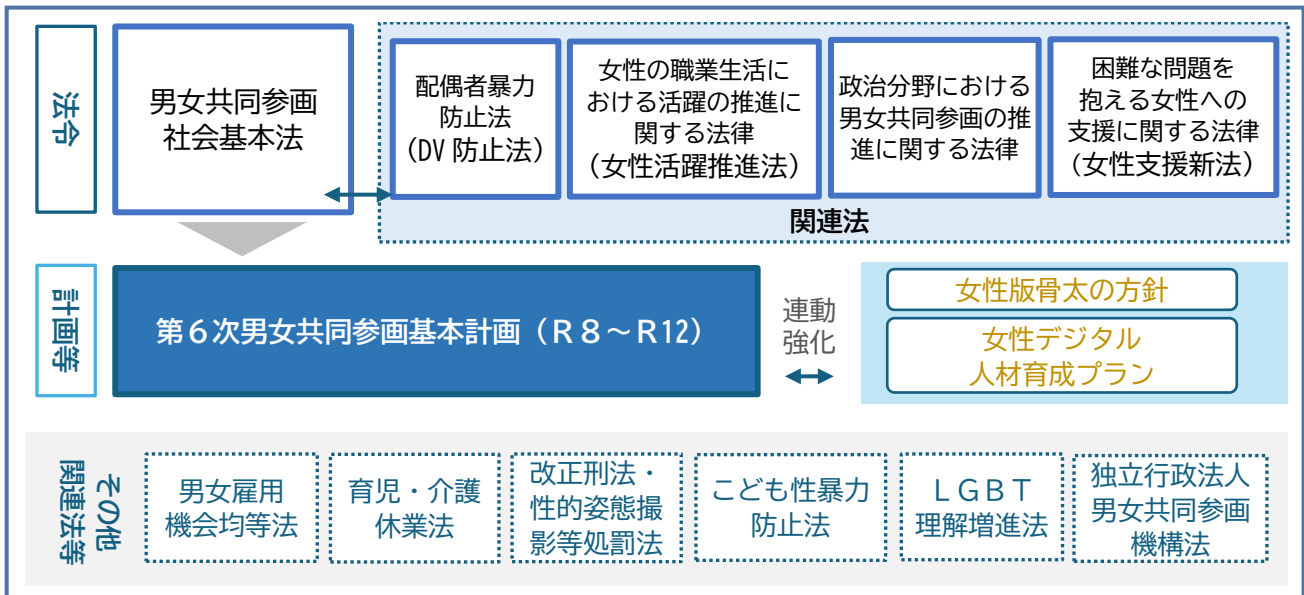 法令
男女共同参画
社会基本法
配偶者暴力
防止法
（DV防止法）
女性の職業生活に
おける活躍の推進に
関する法律
（女性活躍推進法）
政治分野における
男女共同参画の推
進に関する法律
困難な問題を
抱える女性への
支援に関する法律
（女性支援新法）
関連法
計画等
第６次男女共同参画基本計画（Ｒ８～Ｒ12）
連動
強化
女性版骨太の方針
女性デジタル
人材育成プラン
その他
関連法等
男女雇用
機会均等法
育児・介護
休業法
改正刑法・
性的姿態撮
影等処罰法
こども性暴力
防止法
ＬＧＢＴ
理解増進法
独立行政法人
男女共同参画
機構法